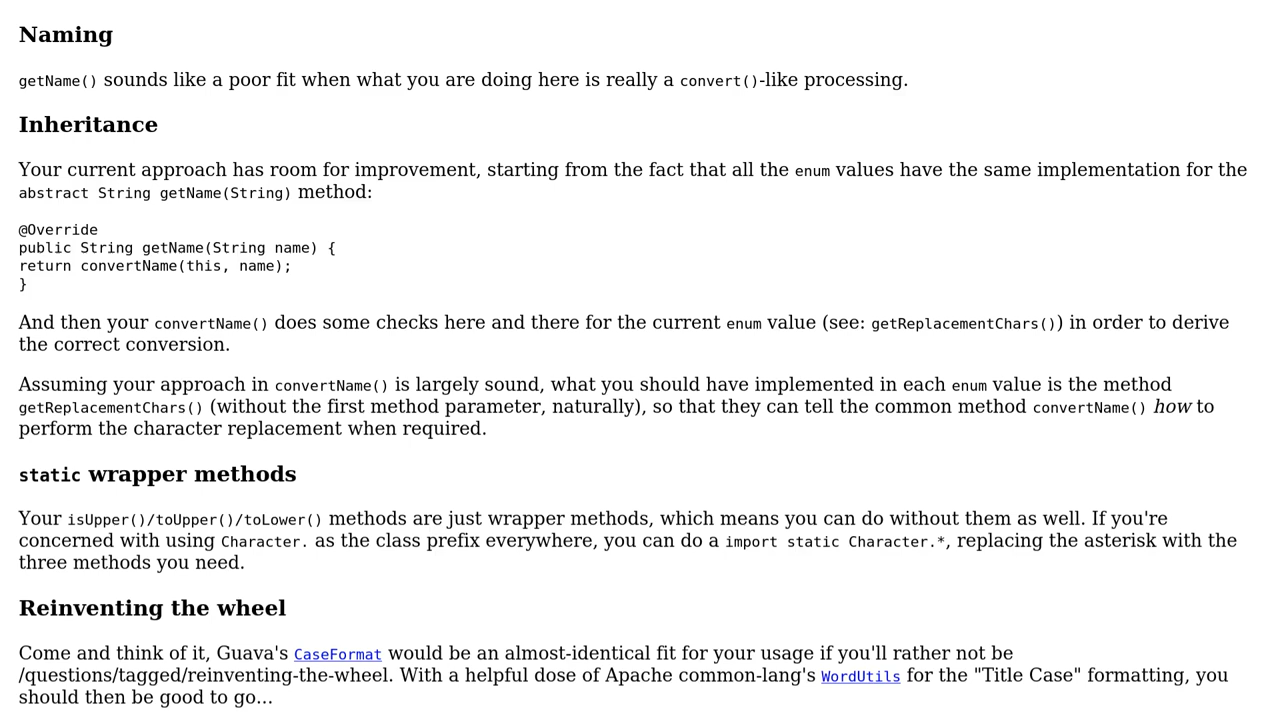 Naming
getName() sounds like a poor fit when what you are doing here is really a convert()-like processing.
Inheritance
Your current approach has room for improvement, starting from the fact that all the enum values have the same implementation for the
abstract String getName(String) method:
@Override
public String getName(String name) {
return convertName(this, name);
}
And then your convertName() does some checks here and there for the current enum value (see: getReplacementChars()) in order to derive
the correct conversion.
Assuming your approach in convertName() is largely sound, what you should have implemented in each enum value is the method
getReplacementChars() (without the first method parameter, naturally), so that they can tell the common method convertName() how to
perform the character replacement when required.
static wrapper methods
Your isUpper()/toUpper()/toLower() methods are just wrapper methods, which means you can do without them as well. If you're
concerned with using Character. as the class prefix everywhere, you can do a import static Character.*, replacing the asterisk with the
three methods you need.
Reinventing the wheel
Come and think of it, Guava's CaseFormat would be an almost-identical fit for your usage if you'll rather not be
/questions/tagged/reinventing-the-wheel. With a helpful dose of Apache common-lang's WordUtils for the "Title Case" formatting, you
should then be good to go...